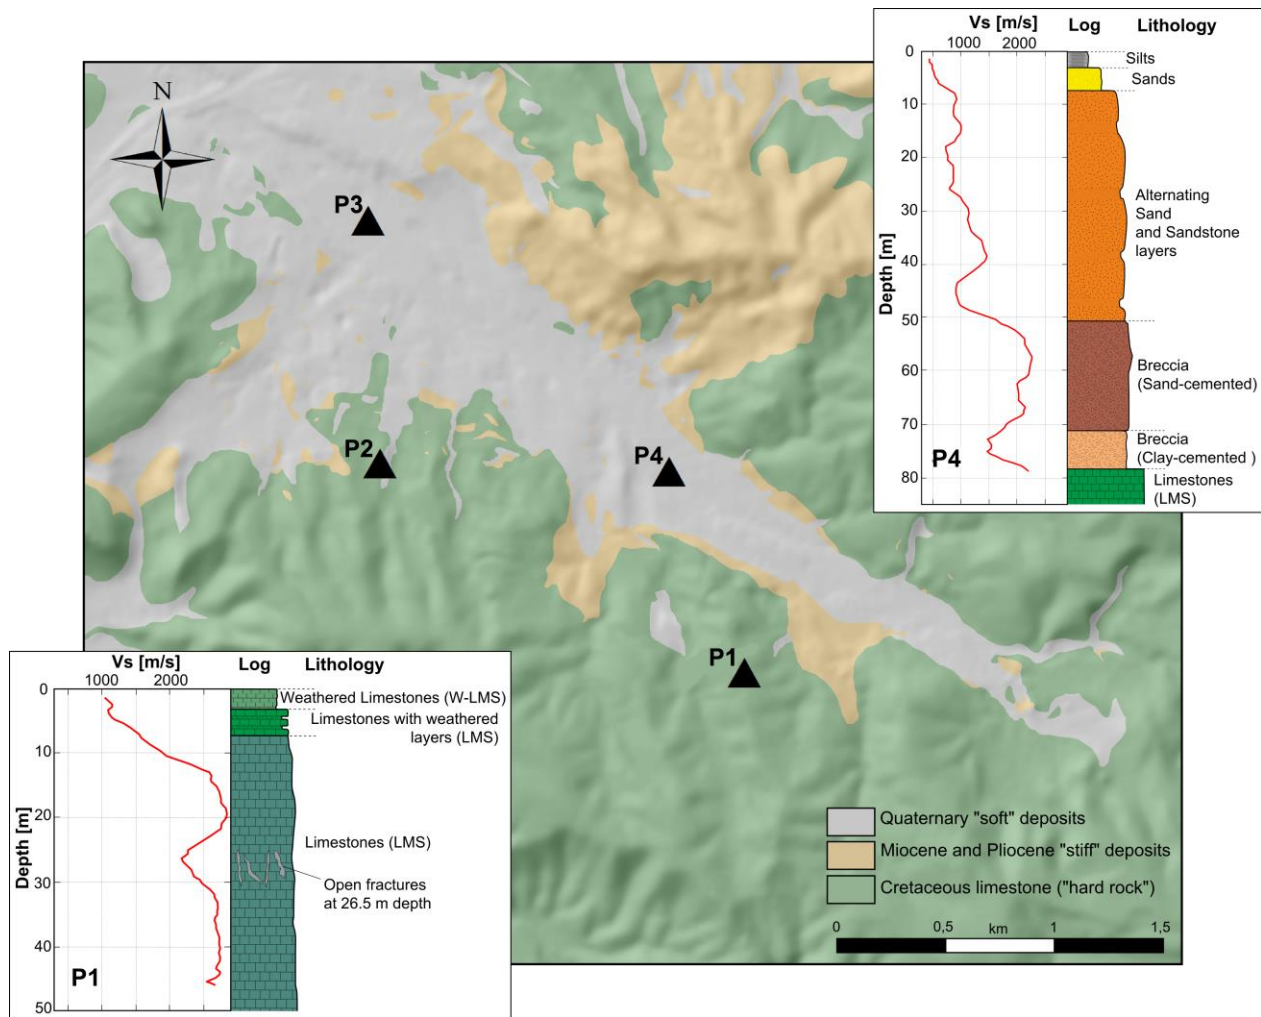 Vs [m/s] Log Lithology
1000 2000
0
10
20
30
40
50
60
70
80
Depth [m]
Silts
Sands
Alternating
Sand
and Sandstone
layers
Breccia
(Sand-cemented)
Breccia
(Clay-cemented )
Limestones
(LMS)
P4
N
P3
P2
P4
P1
Vs [m/s] Log Lithology
1000 2000
0
10
20
30
40
50
Depth [m]
Weathered Limestones (W-LMS)
Limestones with weathered
layers (LMS)
Limestones (LMS)
Open fractures
at 26.5 m depth
P1
Quaternary "soft" deposits
Miocene and Pliocene "stiff" deposits
Cretaceous limestone ("hard rock")
0 0,5 km 1 1,5